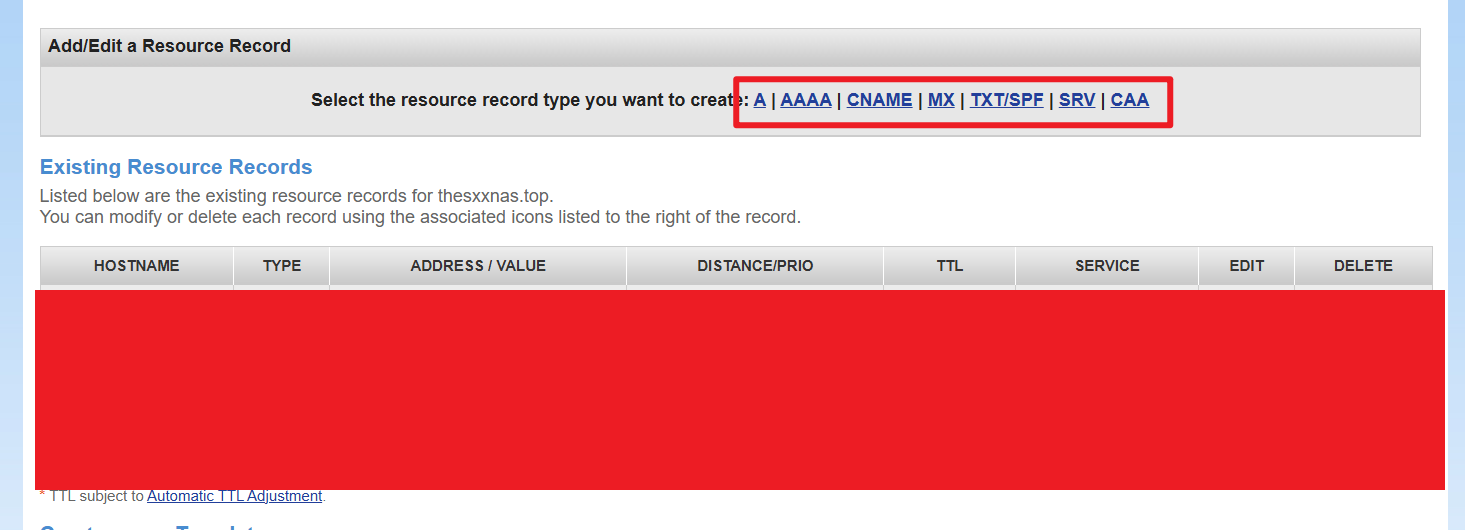 Add/Edit a Resource Record
Select the resource record type you want to create: A | AAAA | CNAME | MX | TXT/SPF | SRV | CAA
Existing Resource Records
Listed below are the existing resource records for thesxxnas.top.
You can modify or delete each record using the associated icons listed to the right of the record.
HOSTNAME TYPE ADDRESS / VALUE DISTANCE/PRIO TTL SERVICE EDIT DELETE
* TTL subject to Automatic TTL Adjustment.